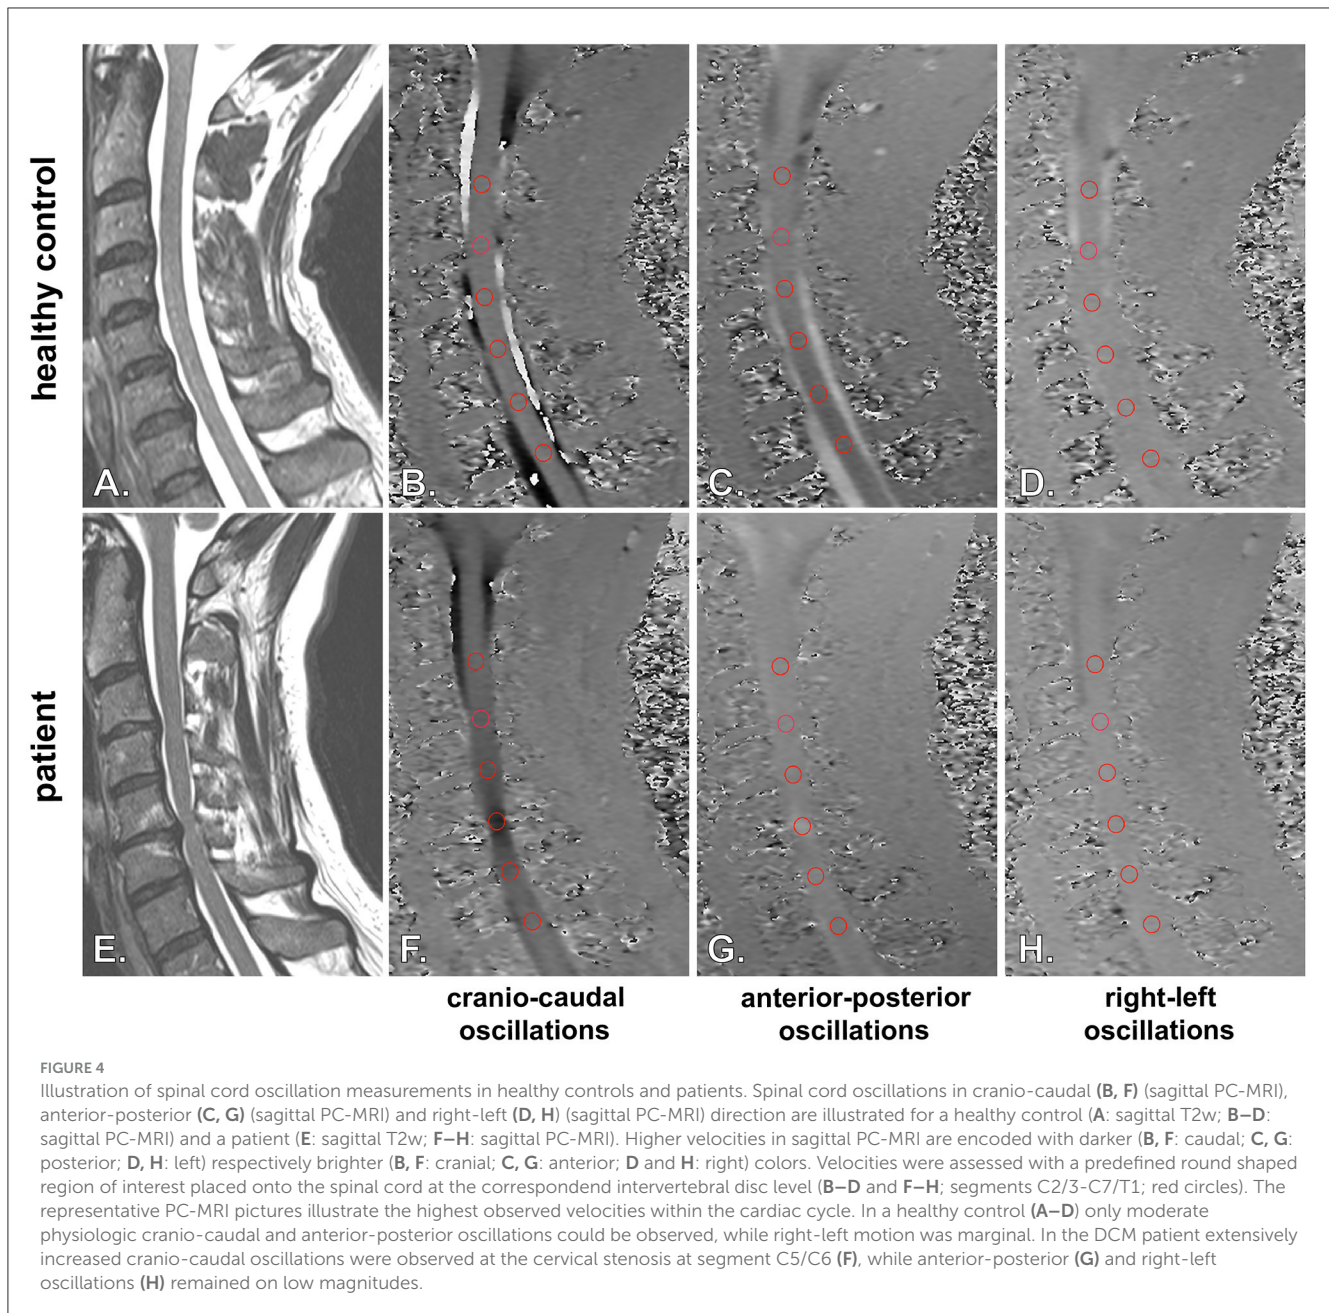 healthy control
A.
B.
C.
D.
patient
E.
F.
G.
H.
cranio-caudal
oscillations
anterior-posterior
oscillations
right-left
oscillations
FIGURE 4
Illustration of spinal cord oscillation measurements in healthy controls and patients. Spinal cord oscillations in cranio-caudal (B, F) (sagittal PC-MRI),
anterior-posterior (C, G) (sagittal PC-MRI) and right-left (D, H) (sagittal PC-MRI) direction are illustrated for a healthy control (A: sagittal T2w; B–D:
sagittal PC-MRI) and a patient (E: sagittal T2w; F–H: sagittal PC-MRI). Higher velocities in sagittal PC-MRI are encoded with darker (B, F: caudal; C, G:
posterior; D, H: left) respectively brighter (B, F: cranial; C, G: anterior; D and H: right) colors. Velocities were assessed with a predefined round shaped
region of interest placed onto the spinal cord at the correspondend intervertebral disc level (B–D and F–H; segments C2/3-C7/T1; red circles). The
representative PC-MRI pictures illustrate the highest observed velocities within the cardiac cycle. In a healthy control (A–D) only moderate
physiologic cranio-caudal and anterior-posterior oscillations could be observed, while right-left motion was marginal. In the DCM patient extensively
increased cranio-caudal oscillations were observed at the cervical stenosis at segment C5/C6 (F), while anterior-posterior (G) and right-left
oscillations (H) remained on low magnitudes.